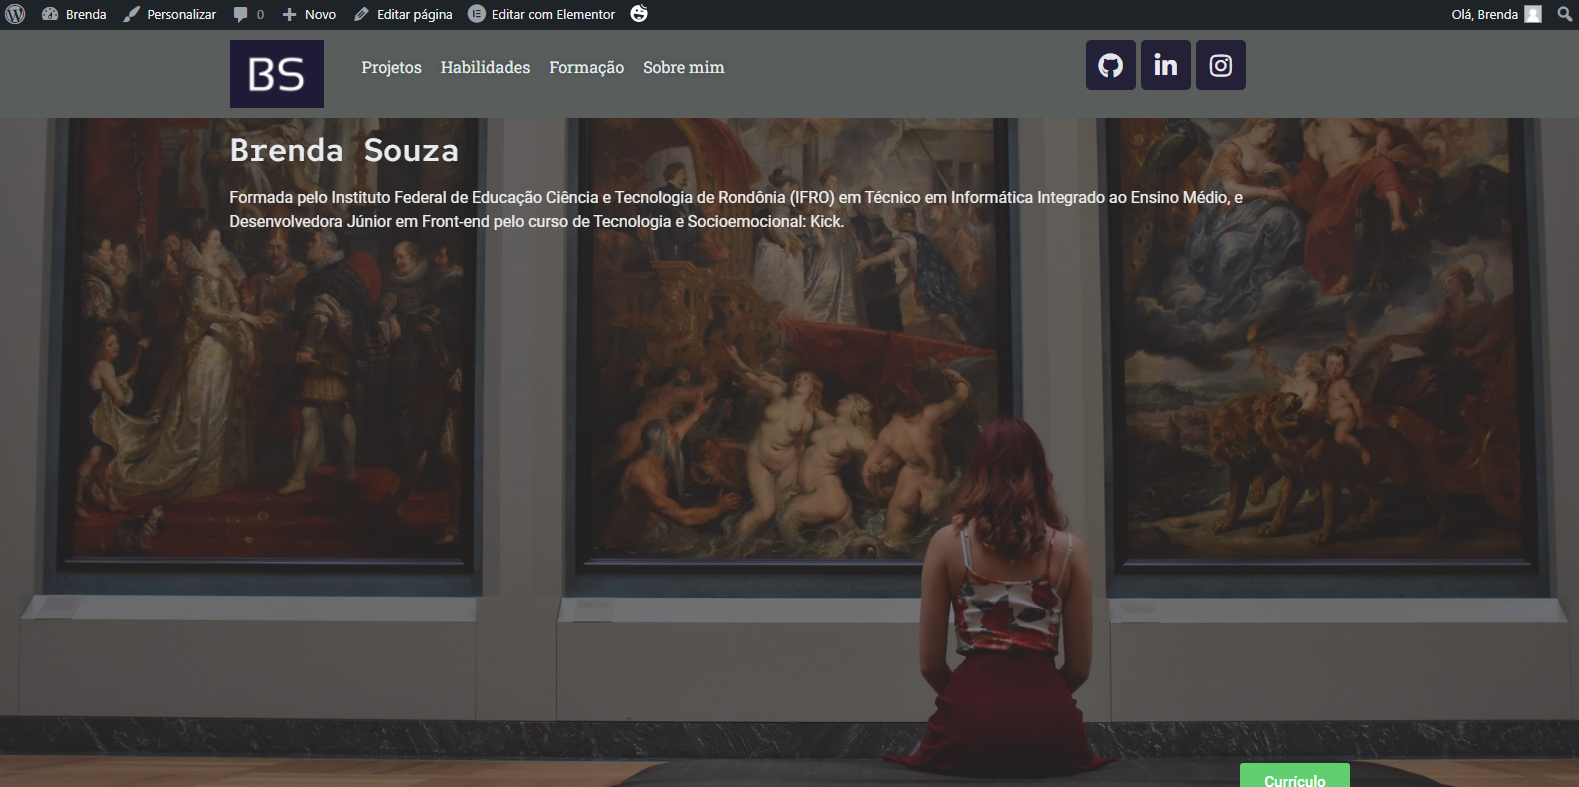 Brenda Personalizar 0 Novo Editar página Editar com Elementor Olá, Brenda
BS Projetos Habilidades Formação Sobre mim in
Brenda Souza
Formada pelo Instituto Federal de Educação Ciência e Tecnologia de Rondônia (IFRO) em Técnico em Informática Integrado ao Ensino Médio, e
Desenvolvedora Júnior em Front-end pelo curso de Tecnologia e Socioemocional: Kick.
Currículo